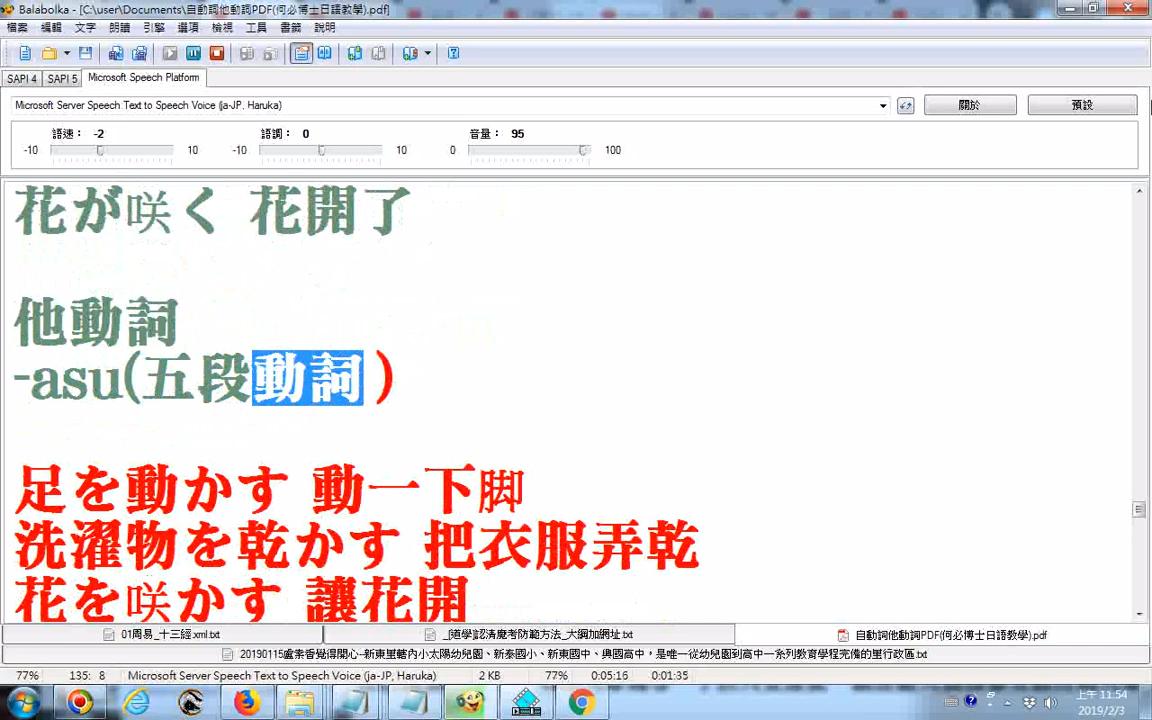 Balabolka - [C:\user\Documents\自動詞他動詞PDF(何必博士日語教學).pdf]
檔案 編輯 文字 朗讀 引擎 選項 檢視 工具 書籤 說明
SAPI 4 SAPI 5 Microsoft Speech Platform
Microsoft Server Speech Text to Speech Voice (ja-JP, Haruka) 關於 預設
語速： -2 語調： 0 音量： 95
-10 10 -10 10 0 100
花が咲く 花開了
他動詞
-asu(五段動詞 )
足を動かす 動一下脚
洗濯物を乾かす 把衣服弄乾
花を咲かす 讓花開
01周易_十三經.xml.txt _[道學認清慶考防範方法_大鋼加網址.txt 自動詞他動詞PDF(何必博士日語教學).pdf
20190115盧素香覺得開心--新東里轄內小太陽幼兒園、新泰國小、新東國中、興國高中，是唯一從幼兒園到高中一系列教育學程完備的里行政區.txt
77% 135: 8 Microsoft Server Speech Text to Speech Voice (ja-JP, Haruka) 2 KB 77% 0:05:16 0:01:35
上午 11:54
2019/2/3